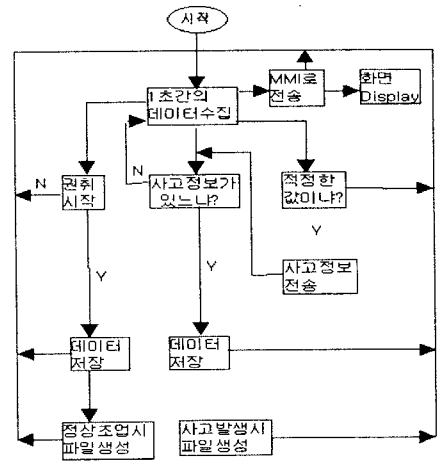 시작
1초간의
데이터수집
MMI로
전송
화면
Display
N
권취
시작
N
사고정보가
있느냐?
적정한
값이냐?
Y
Y
Y
사고정보
전송
데이터
저장
데이터
저장
정상조업시
파일생성
사고발생시
파일생성